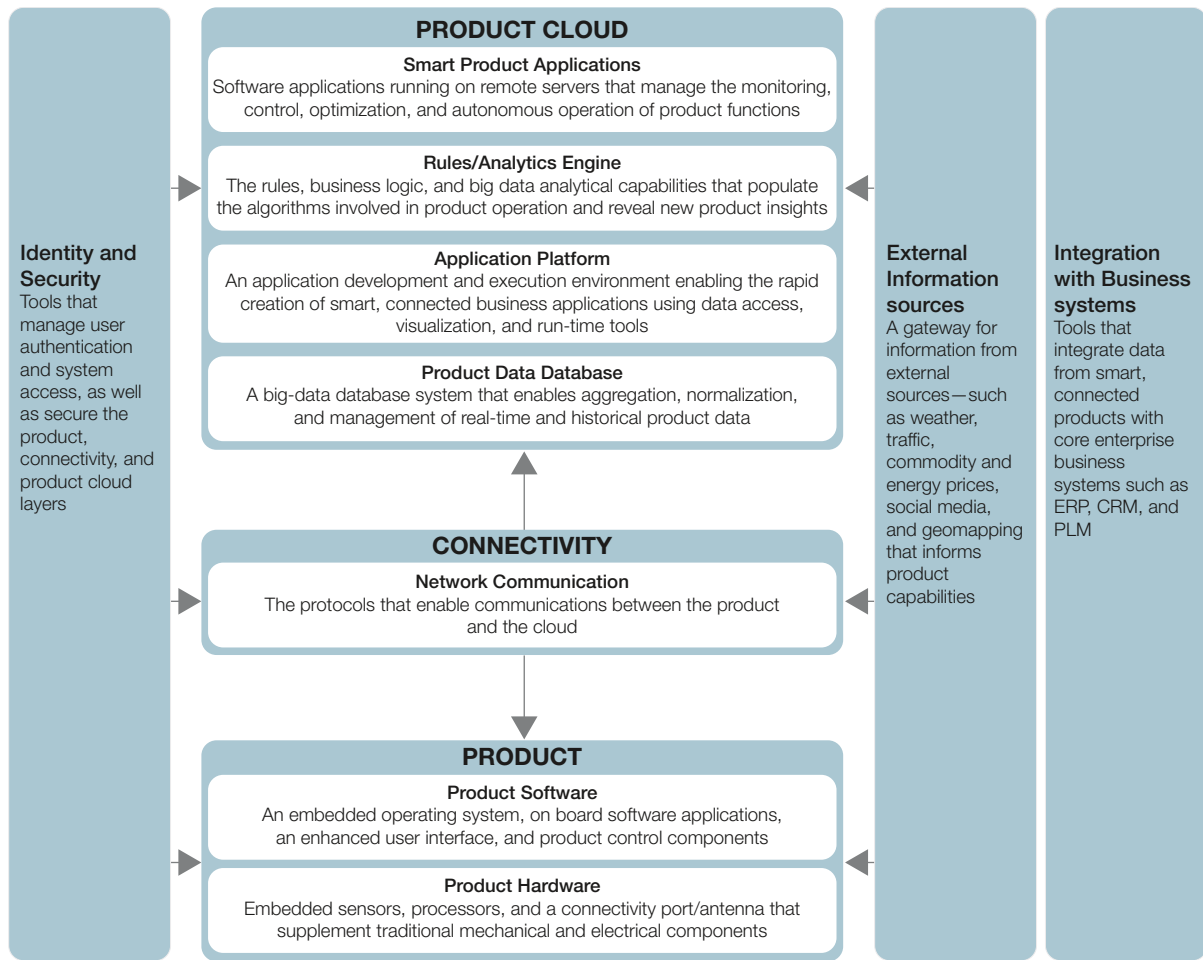 PRODUCT CLOUD
Smart Product Applications
Software applications running on remote servers that manage the monitoring,
control, optimization, and autonomous operation of product functions
Rules/Analytics Engine
The rules, business logic, and big data analytical capabilities that populate
the algorithms involved in product operation and reveal new product insights
Application Platform
An application development and execution environment enabling the rapid
creation of smart, connected business applications using data access,
visualization, and run-time tools
Product Data Database
A big-data database system that enables aggregation, normalization,
and management of real-time and historical product data
CONNECTIVITY
Network Communication
The protocols that enable communications between the product
and the cloud
PRODUCT
Product Software
An embedded operating system, on board software applications,
an enhanced user interface, and product control components
Product Hardware
Embedded sensors, processors, and a connectivity port/antenna that
supplement traditional mechanical and electrical components
Identity and
Security
Tools that
manage user
authentication
and system
access, as well
as secure the
product,
connectivity, and
product cloud
layers
External
Information
sources
A gateway for
information from
external
sources—such
as weather,
traffic,
commodity and
energy prices,
social media,
and geomapping
that informs
product
capabilities
Integration
with Business
systems
Tools that
integrate data
from smart,
connected
products with
core enterprise
business
systems such as
ERP, CRM, and
PLM